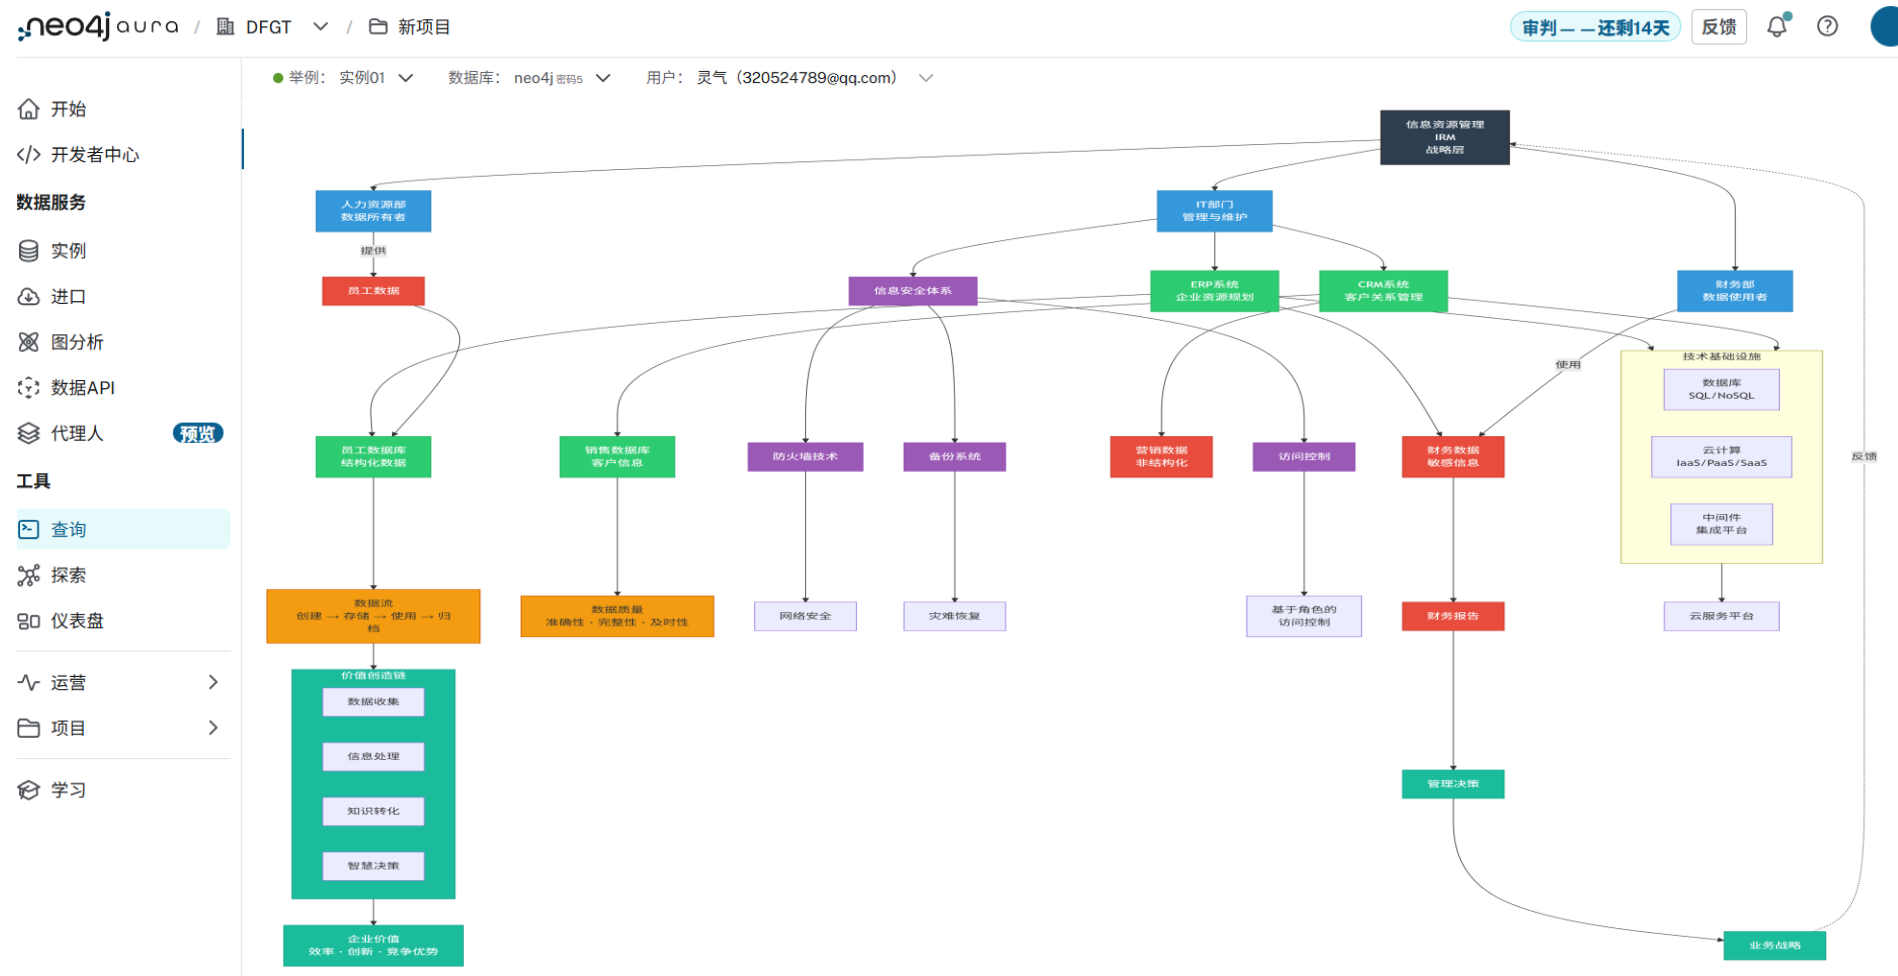 neo4j aura / DFGT / 新项目
审判——还剩14天
反馈
举例： 实例01 数据库： neo4j 密码5 用户： 灵气（320524789@qq.com）
开始
开发者中心
数据服务
实例
进口
图分析
数据API
代理人 预览
工具
查询
探索
仪表盘
运营
项目
学习
信息资源管理
IRM
战略层
人力资源部
数据所有者
IT部门
管理与维护
提供
员工数据
信息安全体系
ERP系统
企业资源规划
CRM系统
客户关系管理
财务部
数据使用者
使用
技术基础设施
数据库
SQL/NoSQL
云计算
IaaS/PaaS/SaaS
中间件
集成平台
反馈
员工数据库
结构化数据
销售数据库
客户信息
防火墙技术
备份系统
营销数据
非结构化
访问控制
财务数据
敏感信息
数据流
创建 → 存储 → 使用 → 归
档
数据质量
准确性 · 完整性 · 及时性
网络安全
灾难恢复
基于角色的
访问控制
财务报告
云服务平台
价值创造链
数据收集
信息处理
知识转化
智慧决策
管理决策
企业价值
效率 · 创新 · 竞争优势
业务战略